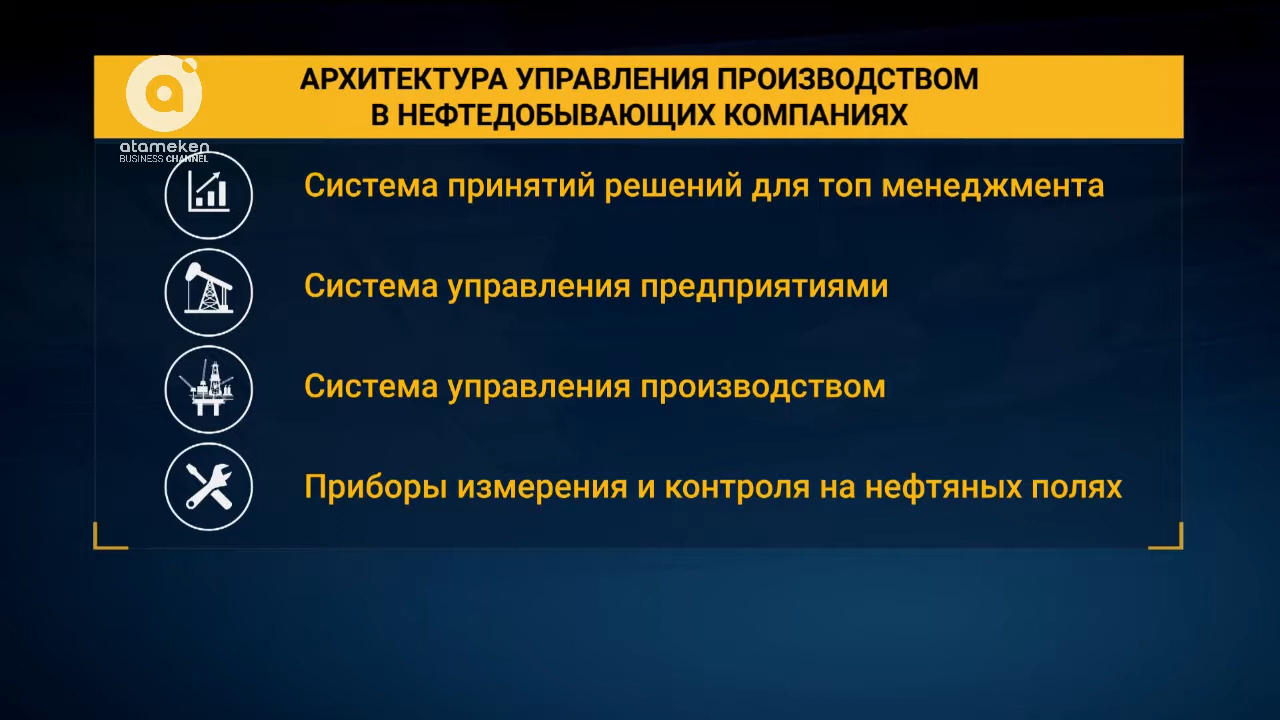 АРХИТЕКТУРА УПРАВЛЕНИЯ ПРОИЗВОДСТВОМ
В НЕФТЕДОБЫВАЮЩИХ КОМПАНИЯХ
atameken
BUSINESS CHANNEL
Система принятий решений для топ менеджмента
Система управления предприятиями
Система управления производством
Приборы измерения и контроля на нефтяных полях